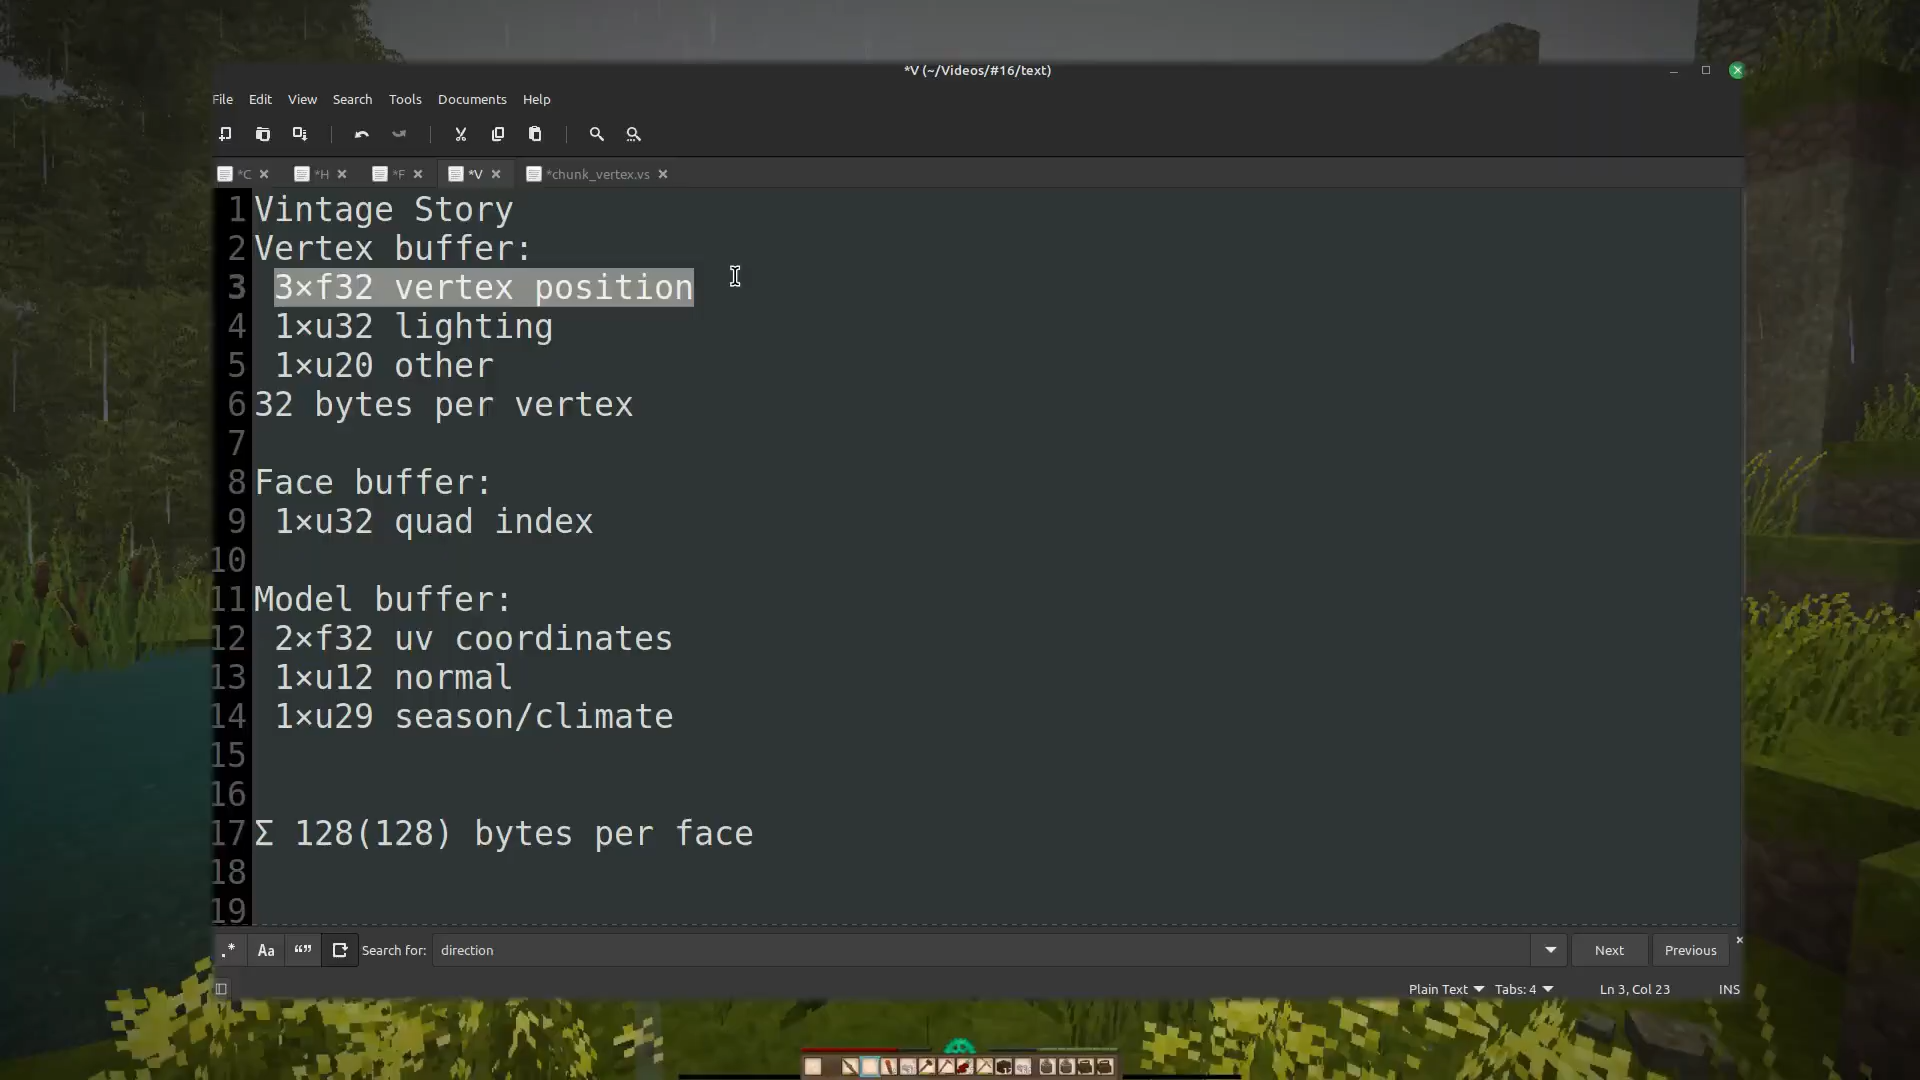 *V (~/Videos/#16/text)
File Edit View Search Tools Documents Help
*C *H *F *V *chunk_vertex.vs
1 Vintage Story
2 Vertex buffer:
3 3×f32 vertex position
4 1×u32 lighting
5 1×u20 other
6 32 bytes per vertex
7
8 Face buffer:
9 1×u32 quad index
10
11 Model buffer:
12 2×f32 uv coordinates
13 1×u12 normal
14 1×u29 season/climate
15
16
17 Σ 128(128) bytes per face
18
19
.* Aa “” Search for: direction Next Previous
Plain Text Tabs: 4 Ln 3, Col 23 INS